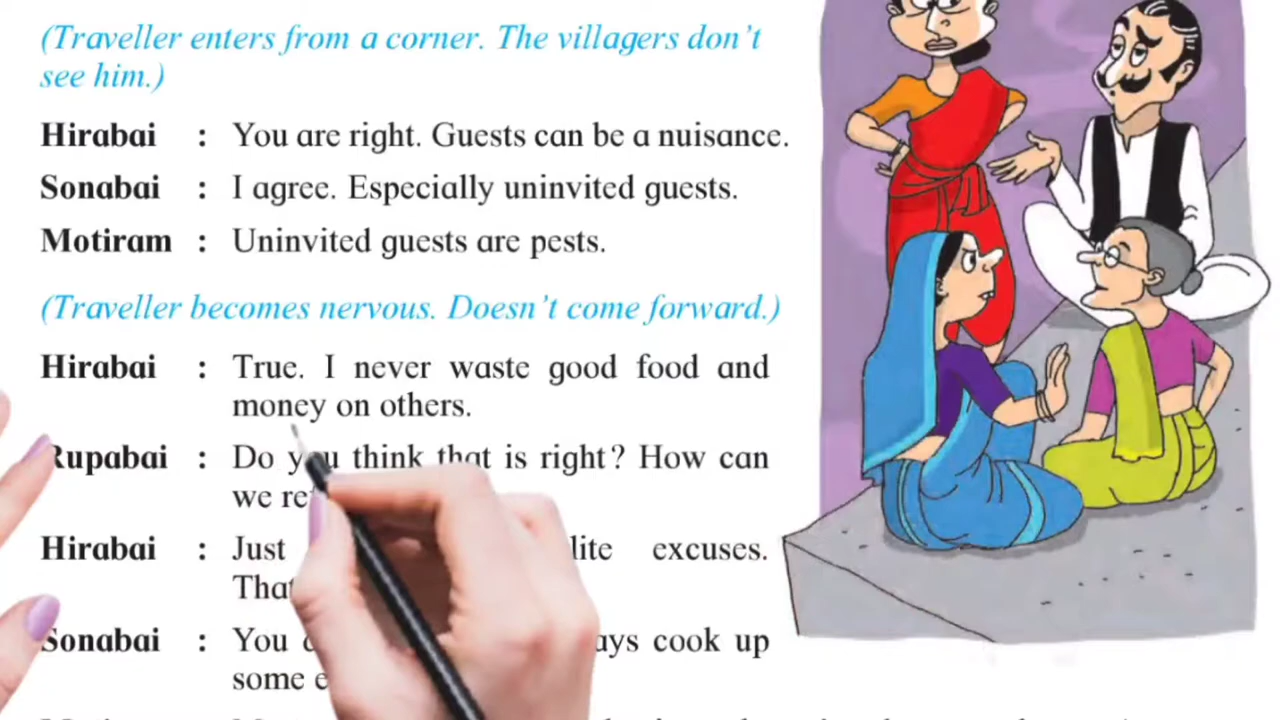 (Traveller enters from a corner. The villagers don't
see him.)
Hirabai : You are right. Guests can be a nuisance.
Sonabai : I agree. Especially uninvited guests.
Motiram : Uninvited guests are pests.
(Traveller becomes nervous. Doesn't come forward.)
Hirabai : True. I never waste good food and
money on others.
Rupabai : Do you think that is right? How can
we
Hirabai : Just excuses.
Sonabai : You cook up
some